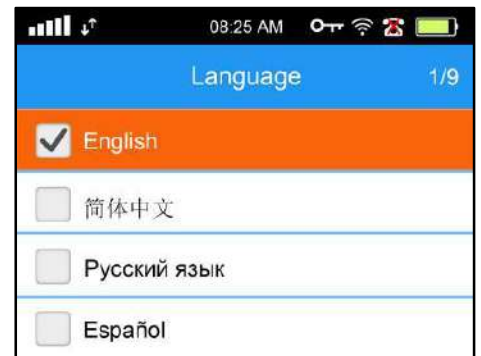 08:25 AM
Language 1/9
English
简体中文
Русский язык
Español